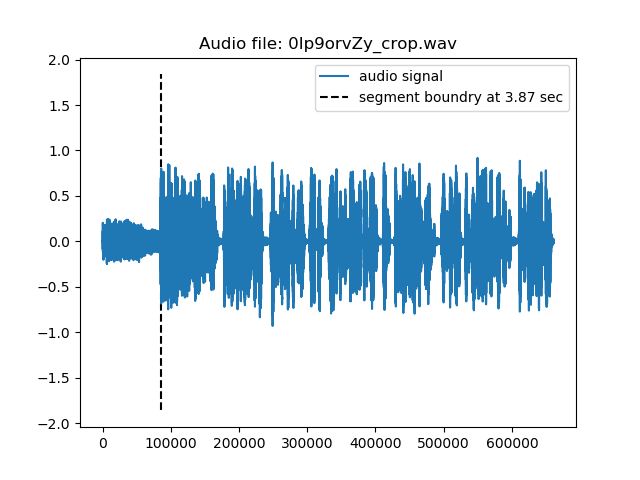 Audio file: 0Ip9orvZy_crop.wav
audio signal
segment boundry at 3.87 sec
2.0
1.5
1.0
0.5
0.0
−0.5
−1.0
−1.5
−2.0
0 100000 200000 300000 400000 500000 600000